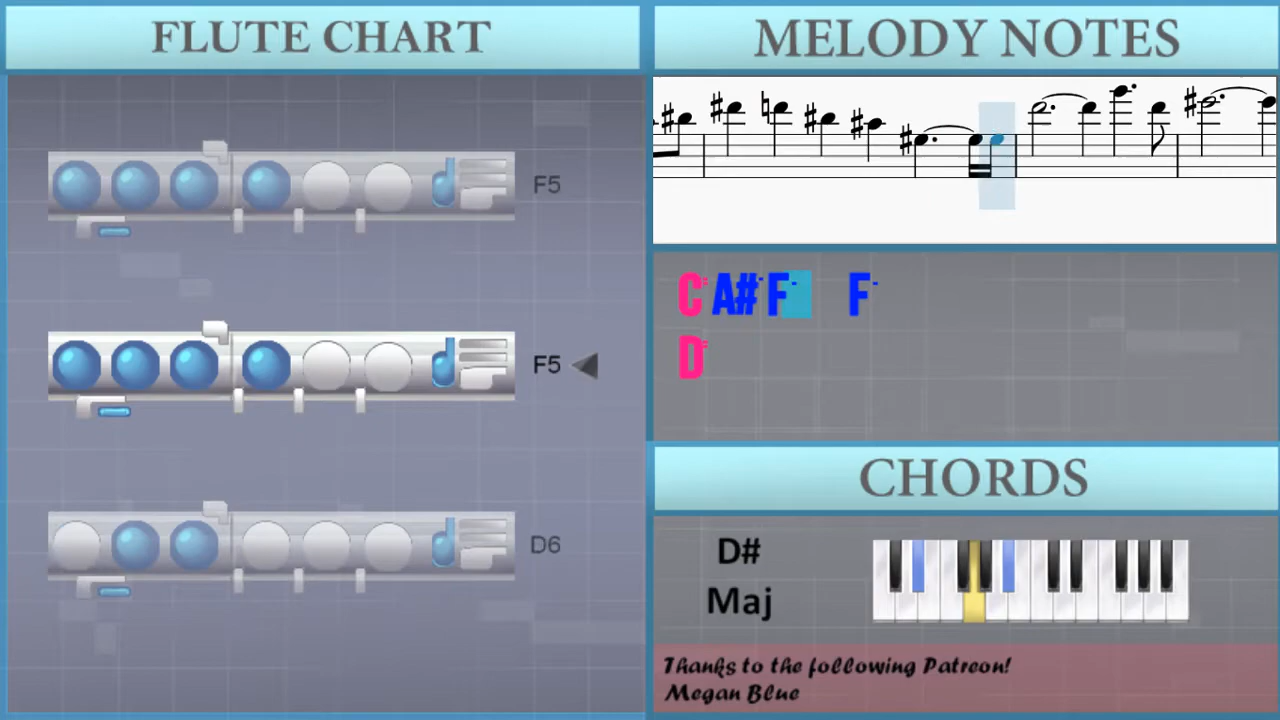 FLUTE CHART
F5
F5
D6
MELODY NOTES
C# A#- F- F-
D#
CHORDS
D#
Maj
Thanks to the following Patreon!
Megan Blue